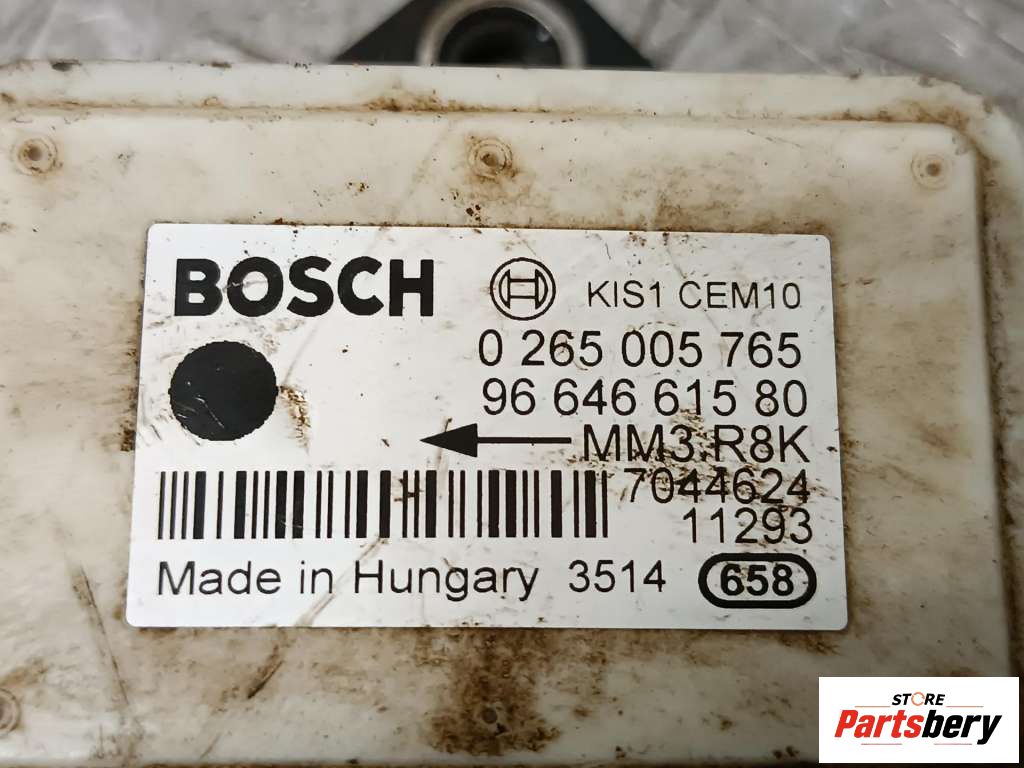 BOSCH KIS1 CEM10
0 265 005 765
96 646 615 80
MM3.R8K
7044624
11293
Made in Hungary 3514 658
STORE
Partsbery